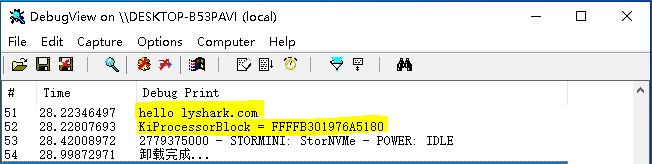 DebugView on \\DESKTOP-B53PAVI (local)
File Edit Capture Options Computer Help
# Time Debug Print
51 28.22346497 hello lyshark.com
52 28.22807693 KiProcessorBlock = FFFFB301976A5180
53 28.42008972 2779375000 - STORMINI: StorNVMe - POWER: IDLE
54 28.99872971 卸载完成...